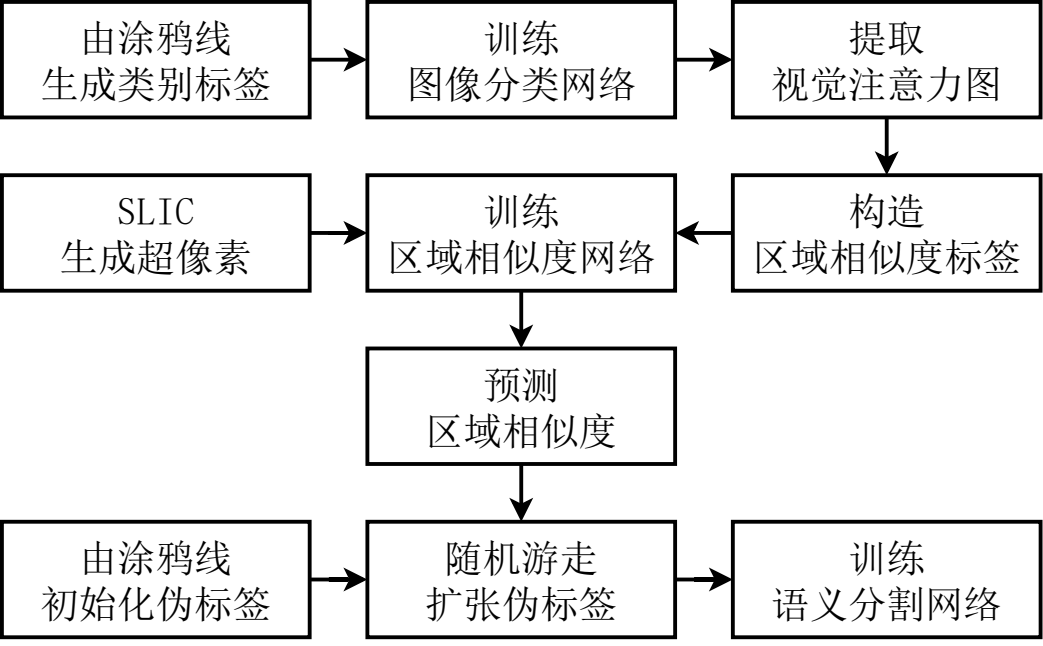 由涂鸦线
生成类别标签
训练
图像分类网络
提取
视觉注意力图
SLIC
生成超像素
训练
区域相似度网络
构造
区域相似度标签
预测
区域相似度
由涂鸦线
初始化伪标签
随机游走
扩张伪标签
训练
语义分割网络